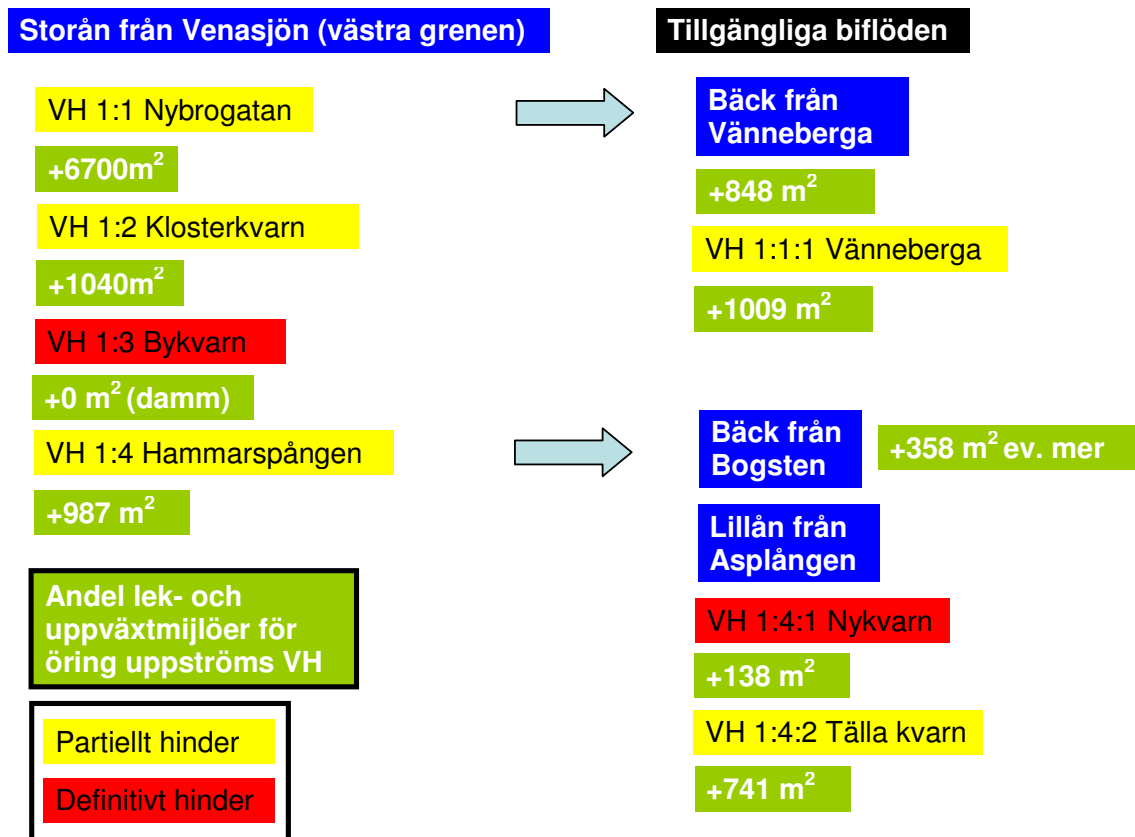 Storån från Venasjön (västra grenen)
VH 1:1 Nybrogatan
+6700m²
VH 1:2 Klosterkvarn
+1040m²
VH 1:3 Bykvarn
+0 m² (damm)
VH 1:4 Hammarspången
+987 m²
Andel lek- och
uppväxtmijlöer för
öring uppströms VH
Partiellt hinder
Definitivt hinder
Tillgängliga biflöden
Bäck från
Vänneberga
+848 m²
VH 1:1:1 Vänneberga
+1009 m²
Bäck från
Bogsten
+358 m² ev. mer
Lillån från
Asplången
VH 1:4:1 Nykvarn
+138 m²
VH 1:4:2 Tälla kvarn
+741 m²